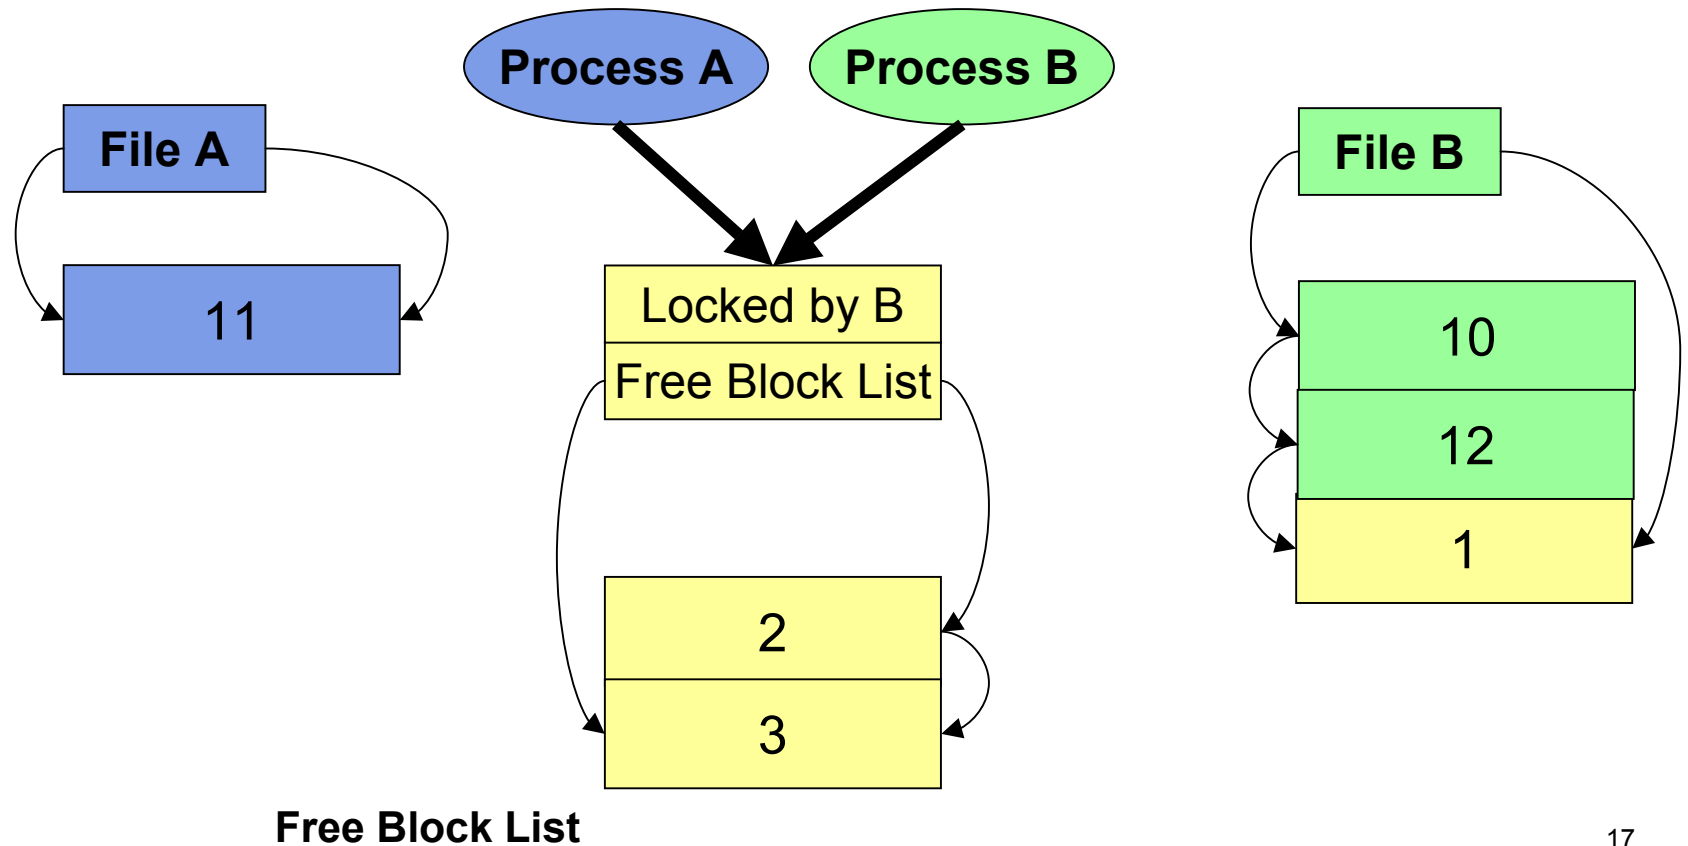 Process A
Process B
File A
File B
11
Locked by B
Free Block List
10
12
1
2
3
Free Block List
17